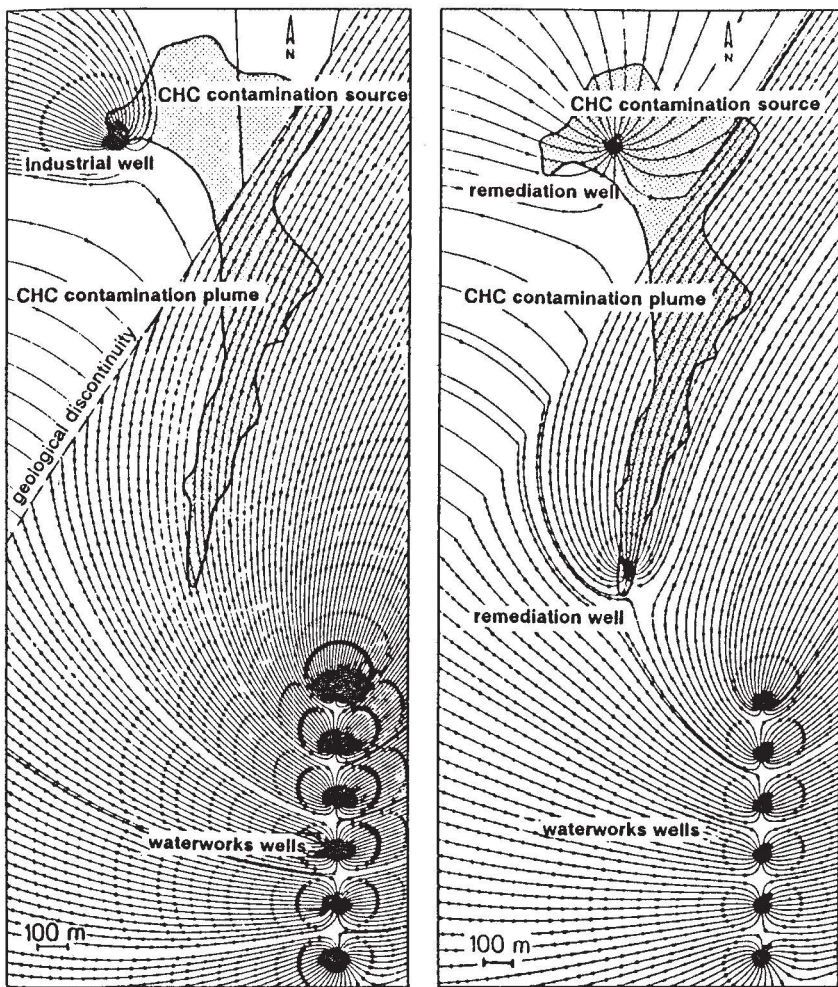 N
CHC contamination source
industrial well
CHC contamination plume
geological discontinuity
waterworks wells
100 m
N
CHC contamination source
remediation well
CHC contamination plume
remediation well
waterworks wells
100 m